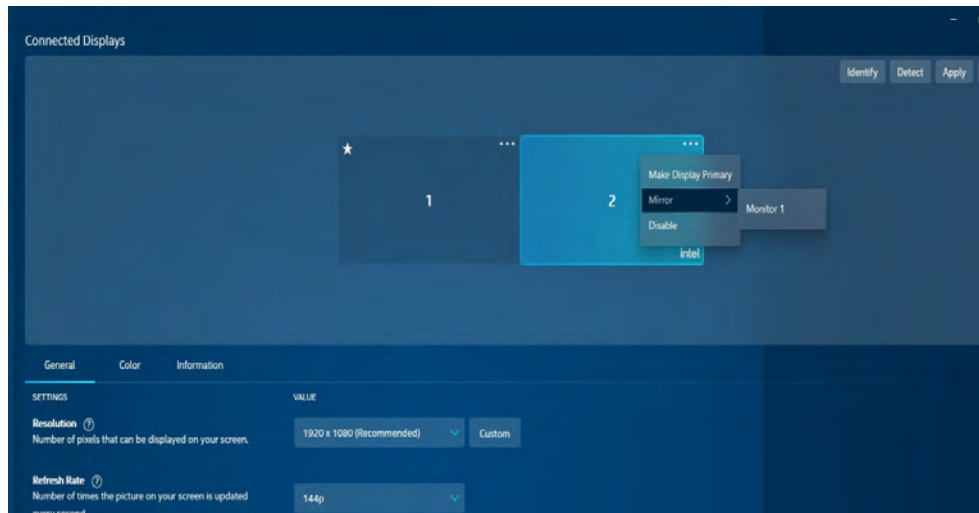 Connected Displays
Identify Detect Apply
1
2
Make Display Primary
Mirror
Monitor 1
Disable
intel
General Color Information
SETTINGS VALUE
Resolution ?
Number of pixels that can be displayed on your screen.
1920 x 1080 (Recommended) Custom
Refresh Rate ?
Number of times the picture on your screen is updated
144p
every second